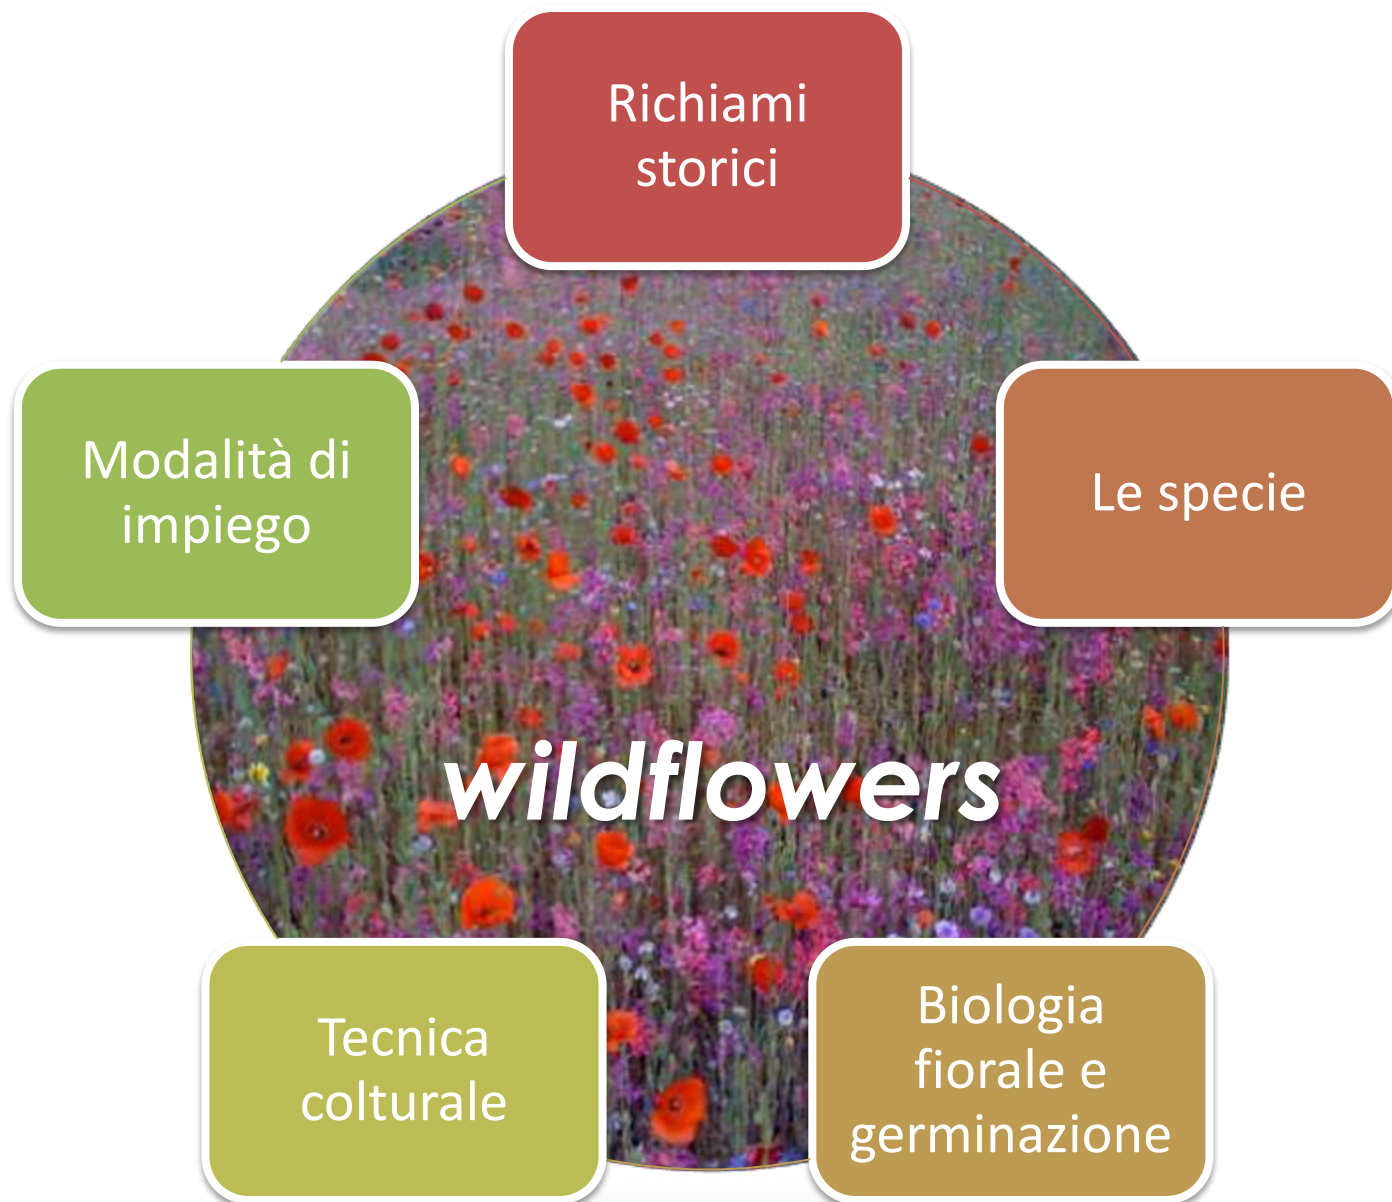 Richiami
storici
Modalità di
impiego
Le specie
wildflowers
Tecnica
colturale
Biologia
fiorale e
germinazione